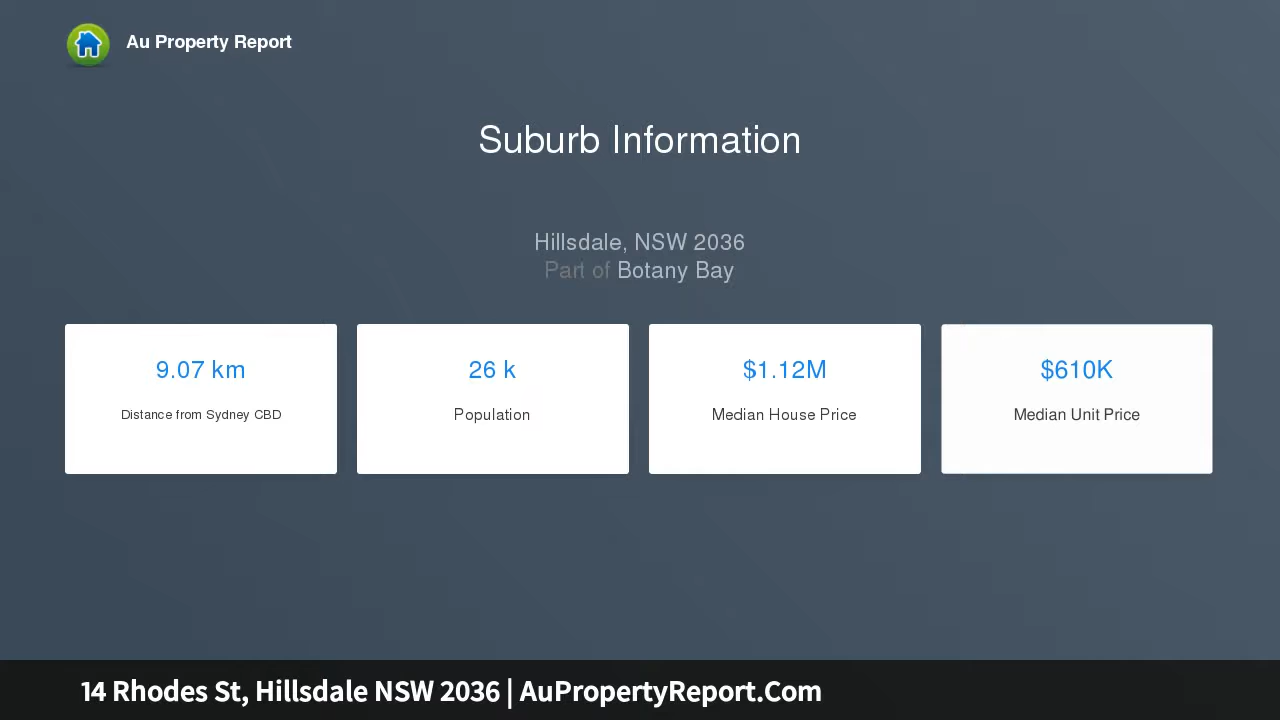 Au Property Report
Suburb Information
Hillsdale, NSW 2036
Part of Botany Bay
9.07 km
Distance from Sydney CBD
26 k
Population
$1.12M
Median House Price
$610K
Median Unit Price
14 Rhodes St, Hillsdale NSW 2036 | AuPropertyReport.Com